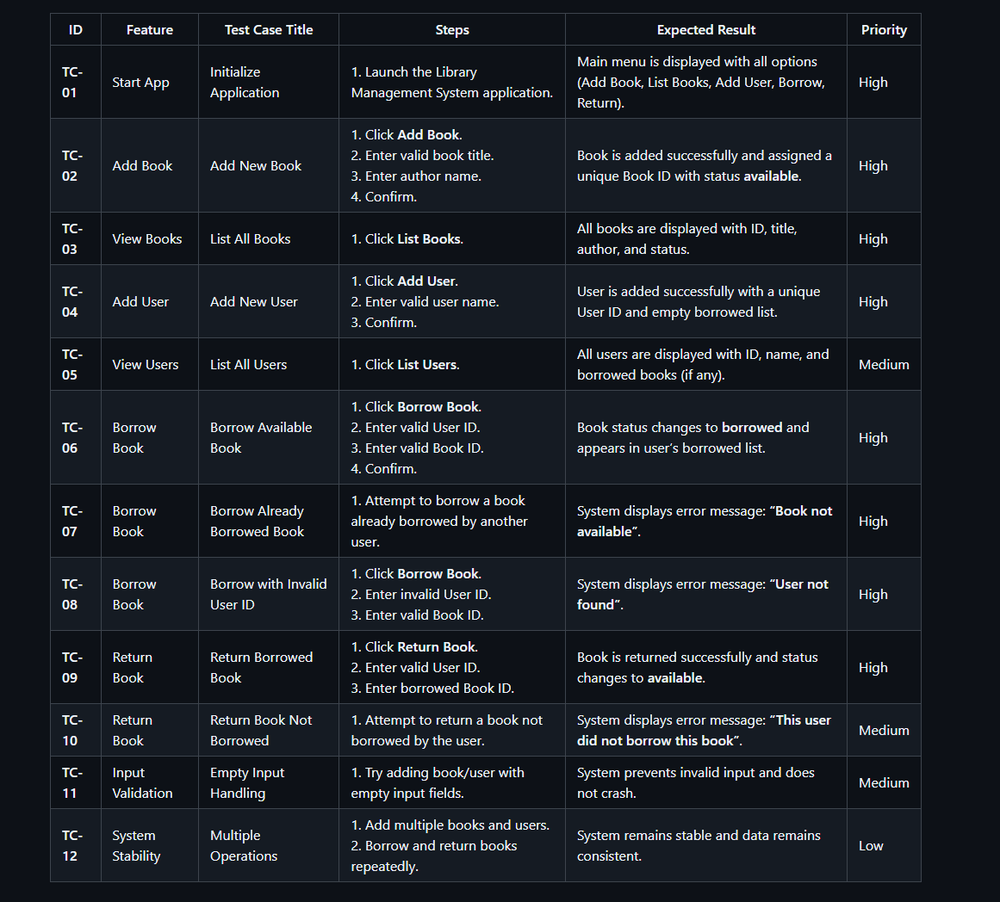 ID Feature Test Case Title Steps Expected Result Priority
TC-
01
Start App
Initialize
Application
1. Launch the Library
Management System application.
Main menu is displayed with all options
(Add Book, List Books, Add User, Borrow,
Return).
High
TC-
02
Add Book
Add New Book
1. Click Add Book.
2. Enter valid book title.
3. Enter author name.
4. Confirm.
Book is added successfully and assigned a
unique Book ID with status available.
High
TC-
03
View Books
List All Books
1. Click List Books.
All books are displayed with ID, title,
author, and status.
High
TC-
04
Add User
Add New User
1. Click Add User.
2. Enter valid user name.
3. Confirm.
User is added successfully with a unique
User ID and empty borrowed list.
High
TC-
05
View Users
List All Users
1. Click List Users.
All users are displayed with ID, name, and
borrowed books (if any).
Medium
TC-
06
Borrow
Book
Borrow Available
Book
1. Click Borrow Book.
2. Enter valid User ID.
3. Enter valid Book ID.
4. Confirm.
Book status changes to borrowed and
appears in user’s borrowed list.
High
TC-
07
Borrow
Book
Borrow Already
Borrowed Book
1. Attempt to borrow a book
already borrowed by another
user.
System displays error message: “Book not
available”.
High
TC-
08
Borrow
Book
Borrow with Invalid
User ID
1. Click Borrow Book.
2. Enter invalid User ID.
3. Enter valid Book ID.
System displays error message: “User not
found”.
High
TC-
09
Return
Book
Return Borrowed
Book
1. Click Return Book.
2. Enter valid User ID.
3. Enter borrowed Book ID.
Book is returned successfully and status
changes to available.
High
TC-
10
Return
Book
Return Book Not
Borrowed
1. Attempt to return a book not
borrowed by the user.
System displays error message: “This user
did not borrow this book”.
Medium
TC-
11
Input
Validation
Empty Input
Handling
1. Try adding book/user with
empty input fields.
System prevents invalid input and does
not crash.
Medium
TC-
12
System
Stability
Multiple
Operations
1. Add multiple books and users.
2. Borrow and return books
repeatedly.
System remains stable and data remains
consistent.
Low